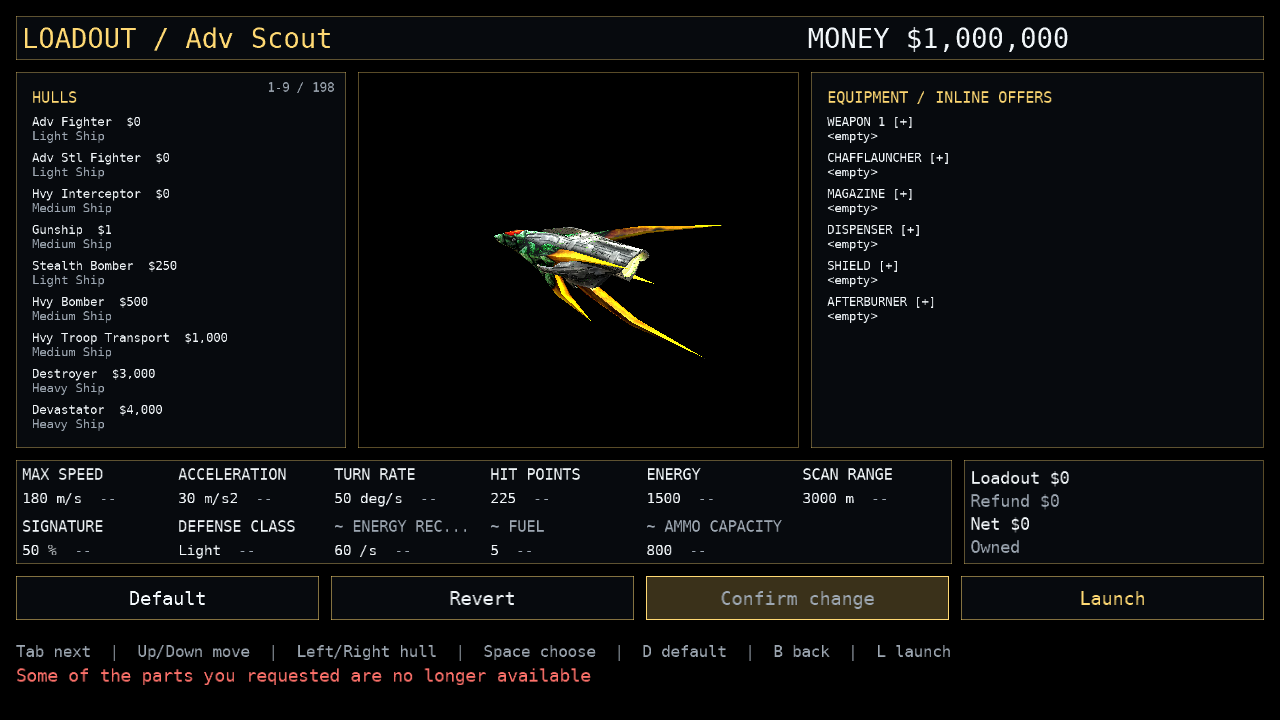 LOADOUT / Adv Scout
MONEY $1,000,000
1-9 / 198
HULLS
Adv Fighter $0
Light Ship
Adv Stl Fighter $0
Light Ship
Hvy Interceptor $0
Medium Ship
Gunship $1
Medium Ship
Stealth Bomber $250
Light Ship
Hvy Bomber $500
Medium Ship
Hvy Troop Transport $1,000
Medium Ship
Destroyer $3,000
Heavy Ship
Devastator $4,000
Heavy Ship
EQUIPMENT / INLINE OFFERS
WEAPON 1 [+]
<empty>
CHAFFLAUNCHER [+]
<empty>
MAGAZINE [+]
<empty>
DISPENSER [+]
<empty>
SHIELD [+]
<empty>
AFTERBURNER [+]
<empty>
MAX SPEED ACCELERATION TURN RATE HIT POINTS ENERGY SCAN RANGE
180 m/s -- 30 m/s2 -- 50 deg/s -- 225 -- 1500 -- 3000 m --
SIGNATURE DEFENSE CLASS ~ ENERGY REC... ~ FUEL ~ AMMO CAPACITY
50 % -- Light -- 60 /s -- 5 -- 800 --
Loadout $0
Refund $0
Net $0
Owned
Default Revert Confirm change Launch
Tab next | Up/Down move | Left/Right hull | Space choose | D default | B back | L launch
Some of the parts you requested are no longer available